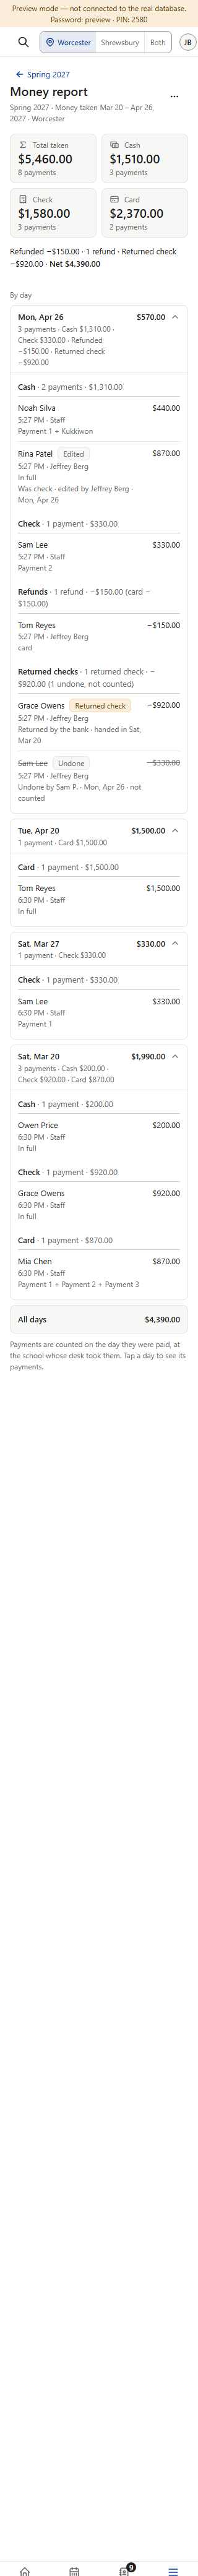 Preview mode — not connected to the real database.
Password: preview · PIN: 2580
Worcester
Shrewsbury
Both
JB
← Spring 2027
Money report
...
Spring 2027 · Money taken Mar 20 – Apr 26,
2027 · Worcester
Total taken
$5,460.00
8 payments
Cash
$1,510.00
3 payments
Check
$1,580.00
3 payments
Card
$2,370.00
2 payments
Refunded −$150.00 · 1 refund · Returned check
−$920.00 · Net $4,390.00
By day
Mon, Apr 26 $570.00
3 payments · Cash $1,310.00 ·
Check $330.00 · Refunded
−$150.00 · Returned check
−$920.00
Cash · 2 payments · $1,310.00
Noah Silva $440.00
5:27 PM · Staff
Payment 1 + Kukkiwon
Rina Patel Edited $870.00
5:27 PM · Jeffrey Berg
In full
Was check · edited by Jeffrey Berg ·
Mon, Apr 26
Check · 1 payment · $330.00
Sam Lee $330.00
5:27 PM · Staff
Payment 2
Refunds · 1 refund · −$150.00 (card −
$150.00)
Tom Reyes −$150.00
5:27 PM · Jeffrey Berg
card
Returned checks · 1 returned check · −
$920.00 (1 undone, not counted)
Grace Owens Returned check −$920.00
5:27 PM · Jeffrey Berg
Returned by the bank · handed in Sat,
Mar 20
Sam Lee Undone −$330.00
5:27 PM · Jeffrey Berg
Undone by Sam P. · Mon, Apr 26 · not
counted
Tue, Apr 20 $1,500.00
1 payment · Card $1,500.00
Card · 1 payment · $1,500.00
Tom Reyes $1,500.00
6:30 PM · Staff
In full
Sat, Mar 27 $330.00
1 payment · Check $330.00
Check · 1 payment · $330.00
Sam Lee $330.00
6:30 PM · Staff
Payment 1
Sat, Mar 20 $1,990.00
3 payments · Cash $200.00 ·
Check $920.00 · Card $870.00
Cash · 1 payment · $200.00
Owen Price $200.00
6:30 PM · Staff
In full
Check · 1 payment · $920.00
Grace Owens $920.00
6:30 PM · Staff
In full
Card · 1 payment · $870.00
Mia Chen $870.00
6:30 PM · Staff
Payment 1 + Payment 2 + Payment 3
All days $4,390.00
Payments are counted on the day they were paid, at
the school whose desk took them. Tap a day to see its
payments.
9